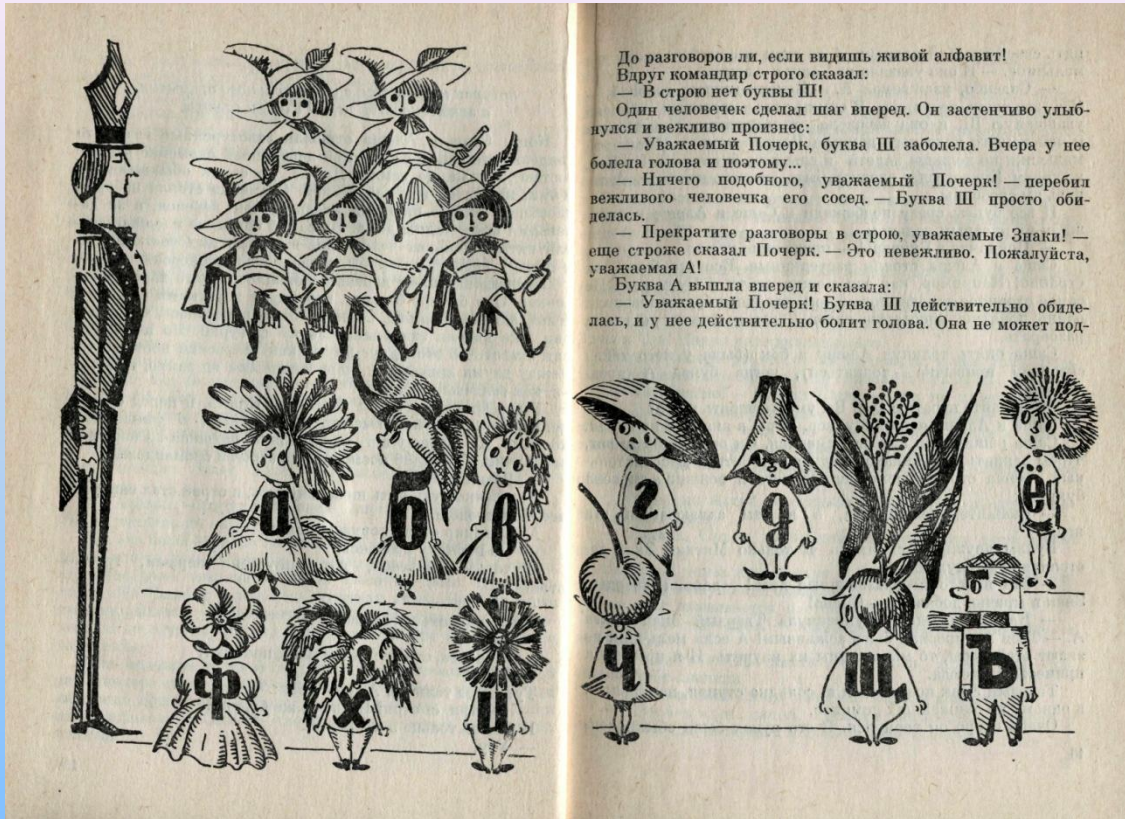 До разговоров ли, если видишь живой алфавит!
Вдруг командир строго сказал:
— В строю нет буквы Ш!
Один человечек сделал шаг вперед. Он застенчиво улыб-
нулся и вежливо произнес:
— Уважаемый Почерк, буква Ш заболела. Вчера у нее
болела голова и поэтому...
— Ничего подобного, уважаемый Почерк! — перебил
вежливого человечка его сосед. — Буква Ш просто оби-
делась.
— Прекратите разговоры в строю, уважаемые Знаки! —
еще строже сказал Почерк. — Это невежливо. Пожалуйста,
уважаемая А!
Буква А вышла вперед и сказала:
— Уважаемый Почерк! Буква Ш действительно обиде-
лась, и у нее действительно болит голова. Она не может под-
а б в г д ё
ф х ц ч щ Ъ